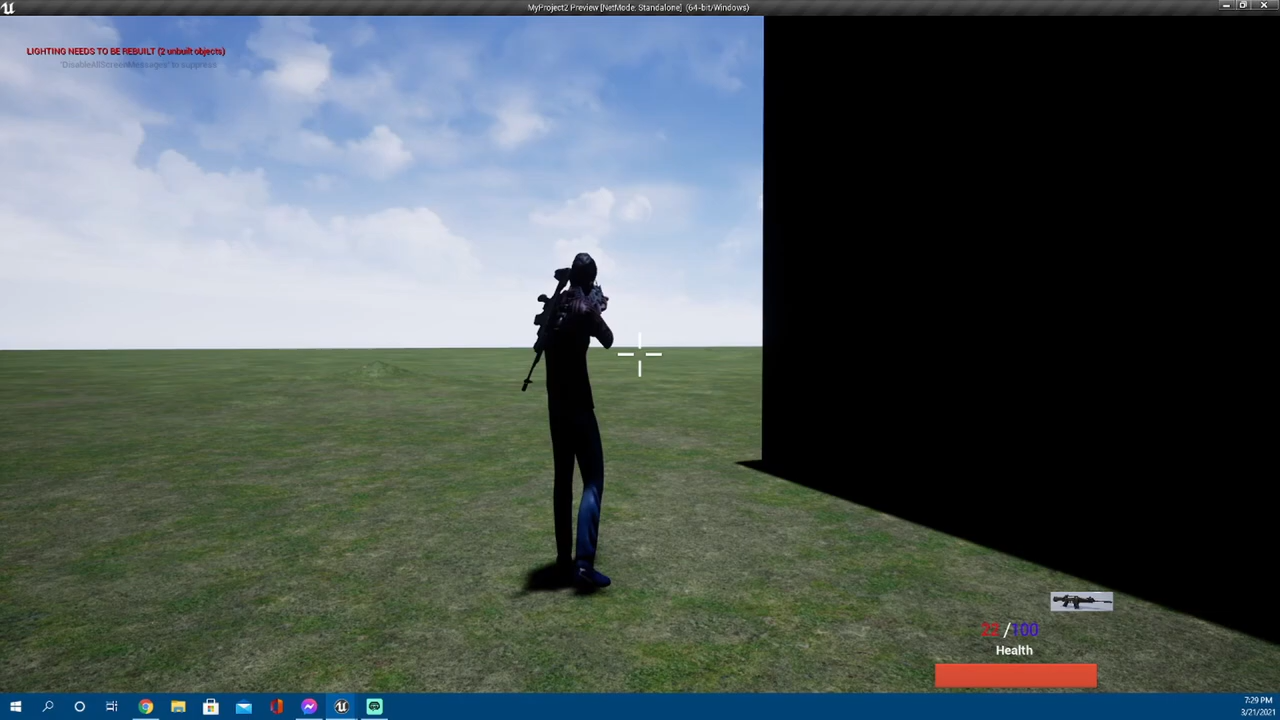 MyProject2 Preview [NetMode: Standalone] (64-bit/Windows)
LIGHTING NEEDS TO BE REBUILT (2 unbuilt objects)
'DisableAllScreenMessages' to suppress
22 /100
Health
7:29 PM
3/21/2021